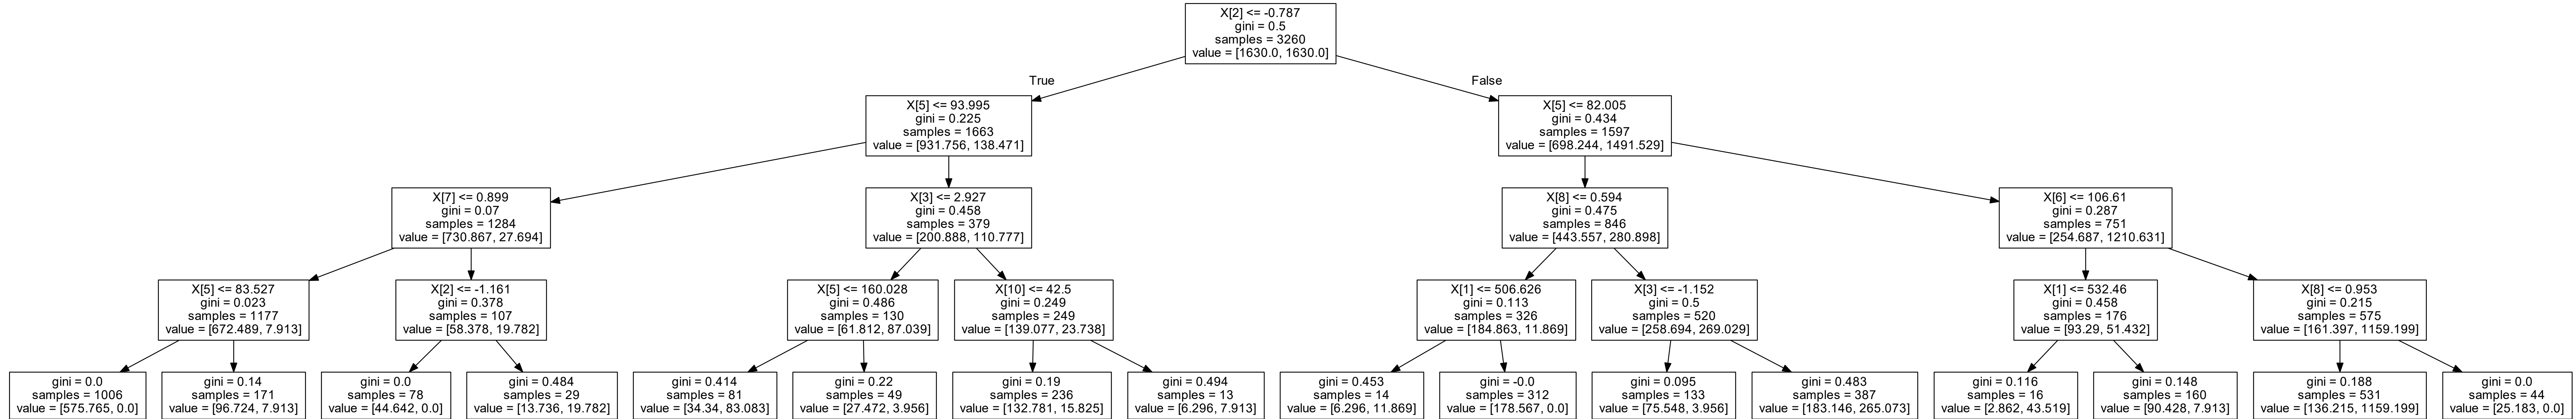 X[2] <= -0.787
gini = 0.5
samples = 3260
value = [1630.0, 1630.0]
True
False
X[5] <= 93.995
gini = 0.225
samples = 1663
value = [931.756, 138.471]
X[5] <= 82.005
gini = 0.434
samples = 1597
value = [698.244, 1491.529]
X[7] <= 0.899
gini = 0.07
samples = 1284
value = [730.867, 27.694]
X[3] <= 2.927
gini = 0.458
samples = 379
value = [200.888, 110.777]
X[8] <= 0.594
gini = 0.475
samples = 846
value = [443.557, 280.898]
X[6] <= 106.61
gini = 0.287
samples = 751
value = [254.687, 1210.631]
X[5] <= 83.527
gini = 0.023
samples = 1177
value = [672.489, 7.913]
X[2] <= -1.161
gini = 0.378
samples = 107
value = [58.378, 19.782]
X[5] <= 160.028
gini = 0.486
samples = 130
value = [61.812, 87.039]
X[10] <= 42.5
gini = 0.249
samples = 249
value = [139.077, 23.738]
X[1] <= 506.626
gini = 0.113
samples = 326
value = [184.863, 11.869]
X[3] <= -1.152
gini = 0.5
samples = 520
value = [258.694, 269.029]
X[1] <= 532.46
gini = 0.458
samples = 176
value = [93.29, 51.432]
X[8] <= 0.953
gini = 0.215
samples = 575
value = [161.397, 1159.199]
gini = 0.0
samples = 1006
value = [575.765, 0.0]
gini = 0.14
samples = 171
value = [96.724, 7.913]
gini = 0.0
samples = 78
value = [44.642, 0.0]
gini = 0.484
samples = 29
value = [13.736, 19.782]
gini = 0.414
samples = 81
value = [34.34, 83.083]
gini = 0.22
samples = 49
value = [27.472, 3.956]
gini = 0.19
samples = 236
value = [132.781, 15.825]
gini = 0.494
samples = 13
value = [6.296, 7.913]
gini = 0.453
samples = 14
value = [6.296, 11.869]
gini = -0.0
samples = 312
value = [178.567, 0.0]
gini = 0.095
samples = 133
value = [75.548, 3.956]
gini = 0.483
samples = 387
value = [183.146, 265.073]
gini = 0.116
samples = 16
value = [2.862, 43.519]
gini = 0.148
samples = 160
value = [90.428, 7.913]
gini = 0.188
samples = 531
value = [136.215, 1159.199]
gini = 0.0
samples = 44
value = [25.183, 0.0]